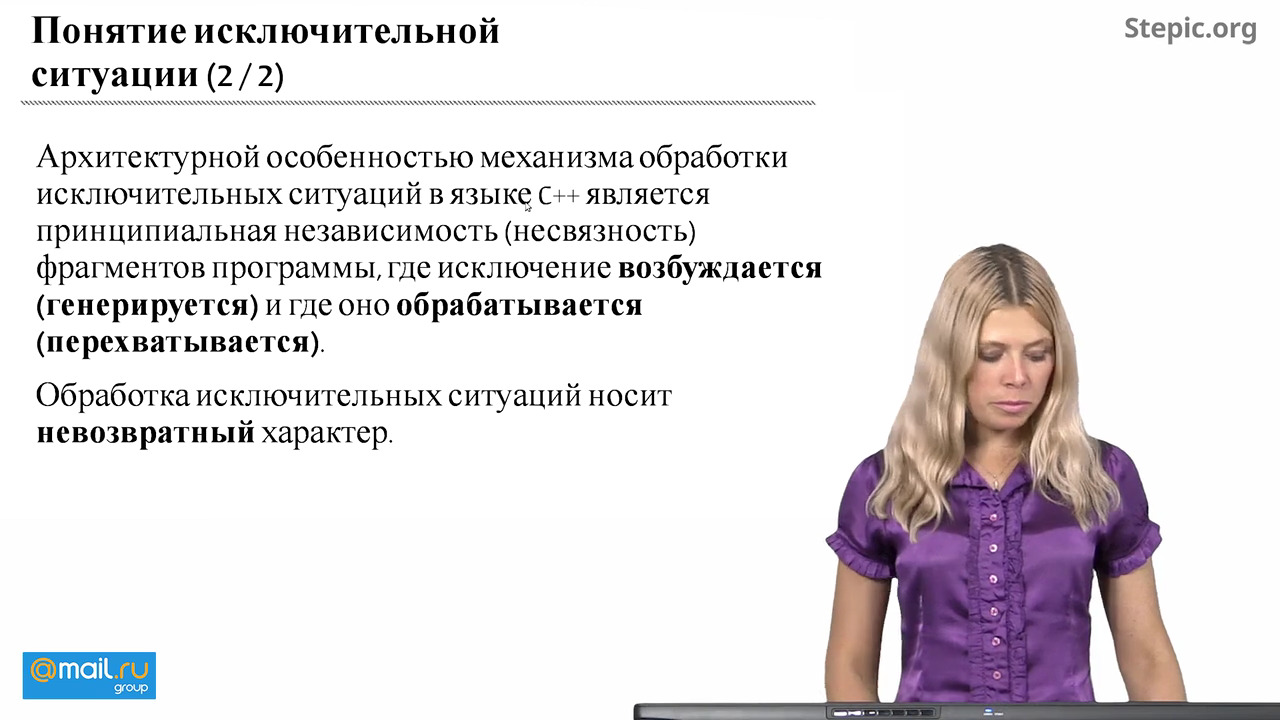 Понятие исключительной
ситуации (2 / 2)
Stepic.org
Архитектурной особенностью механизма обработки
исключительных ситуаций в языке C++ является
принципиальная независимость (несвязность)
фрагментов программы, где исключение возбуждается
(генерируется) и где оно обрабатывается
(перехватывается).
Обработка исключительных ситуаций носит
невозвратный характер.
@mail.ru
group